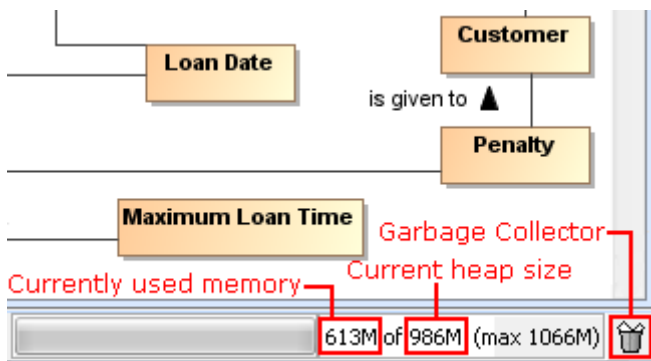 Customer
Loan Date
is given to
Penalty
Maximum Loan Time
Garbage Collector
Current heap size
Currently used memory
613M of 986M (max 1066M)